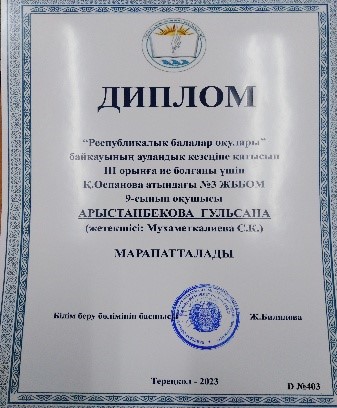 ДИПЛОМ
"Республикалық балалар оқулары"
байқауының аудандық кезеңіне қатысып
III орынға ие болғаны үшін
Қ.Оспанова атындағы №3 ЖББОМ
9-сынып оқушысы
АРЫСТАНБЕКОВА ГУЛЬСАНА
(жетекшісі: Мухаметкалиева С.К.)
МАРАПАТТАЛАДЫ
Білім беру бөлімінің басшысы Ж.Билялова
Тереңкөл - 2023
D №403